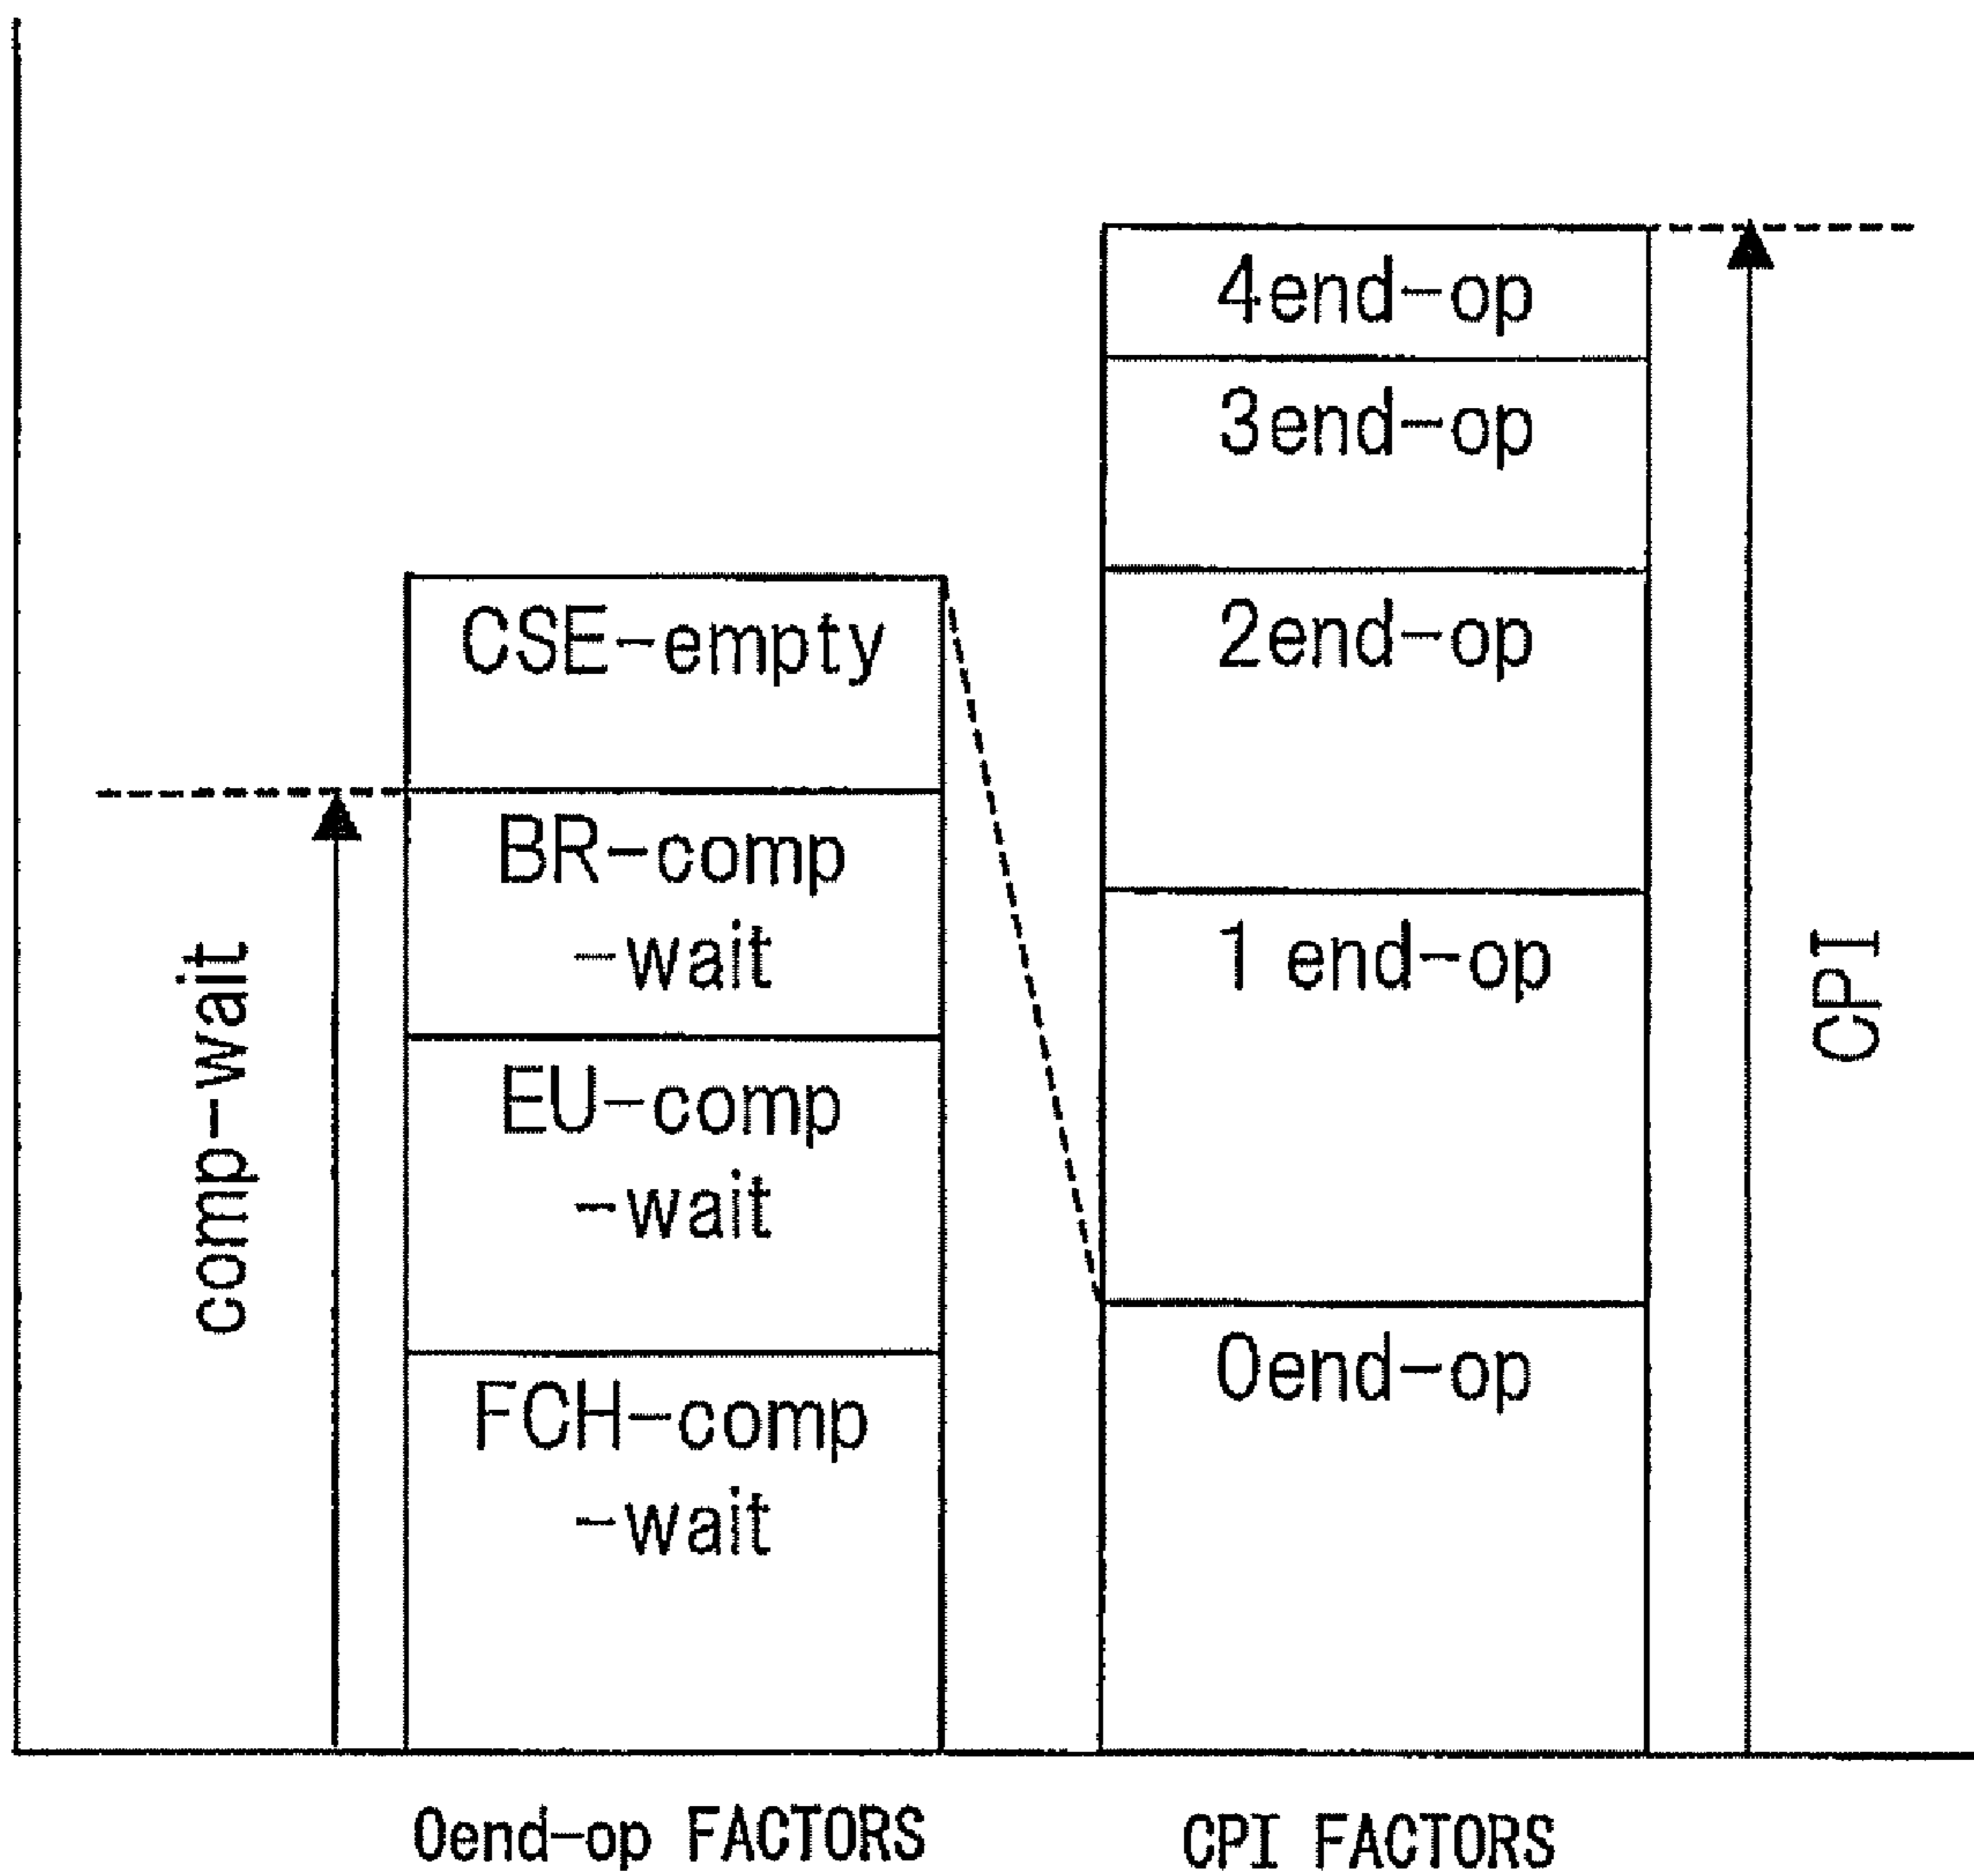 4end-op
3end-op
2end-op
1 end-op
0end-op
CPI
CSE-empty
BR-comp
-wait
EU-comp
-wait
FCH-comp
-wait
comp-wait
0end-op FACTORS
CPI FACTORS